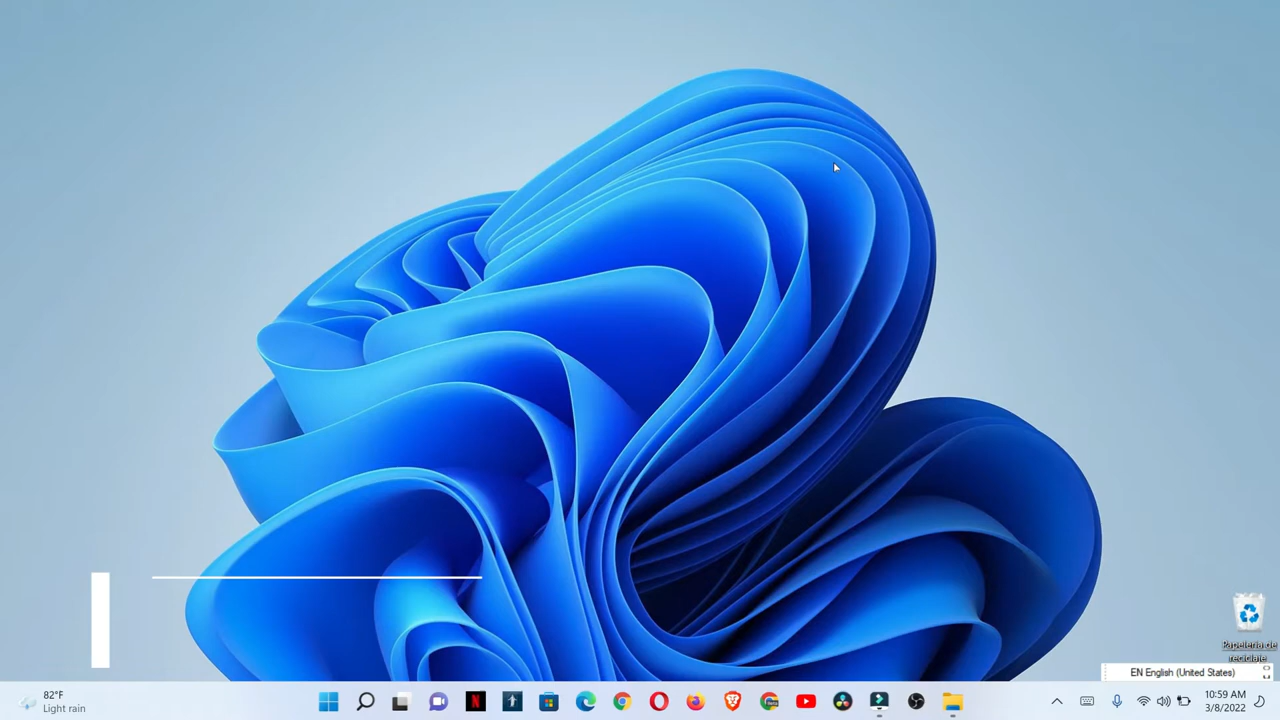 Papelería de
reciclaje
EN English (United States)
82°F
Light rain
10:59 AM
3/8/2022